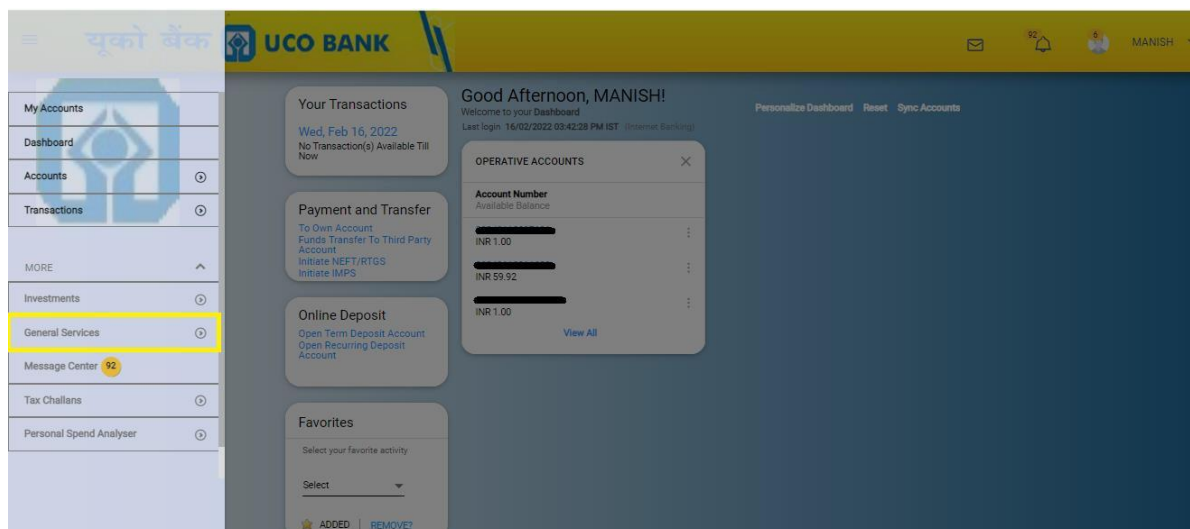 यूको बैंक UCO BANK
92
6
MANISH
My Accounts
Dashboard
Accounts
Transactions
MORE
Investments
General Services
Message Center 92
Tax Challans
Personal Spend Analyser
Your Transactions
Wed, Feb 16, 2022
No Transaction(s) Available Till
Now
Payment and Transfer
To Own Account
Funds Transfer To Third Party
Account
Initiate NEFT/RTGS
Initiate IMPS
Online Deposit
Open Term Deposit Account
Open Recurring Deposit
Account
Favorites
Select your favorite activity
Select
ADDED | REMOVE?
Good Afternoon, MANISH!
Welcome to your Dashboard
Last login 16/02/2022 03:42:28 PM IST (Internet Banking)
Personalize Dashboard Reset Sync Accounts
OPERATIVE ACCOUNTS
Account Number
Available Balance
INR 1.00
INR 59.92
INR 1.00
View All